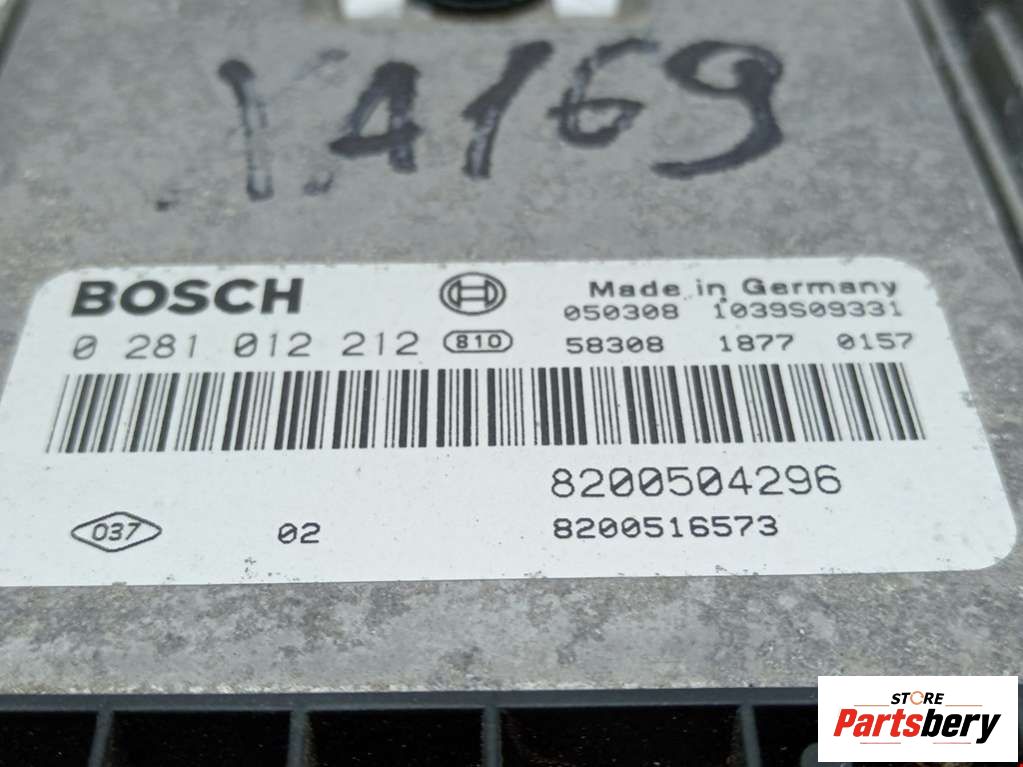 A169
BOSCH
Made in Germany
050308 1039S09331
0 281 012 212 810 58308 1877 0157
8200504296
037 02 8200516573
STORE
Partsbery